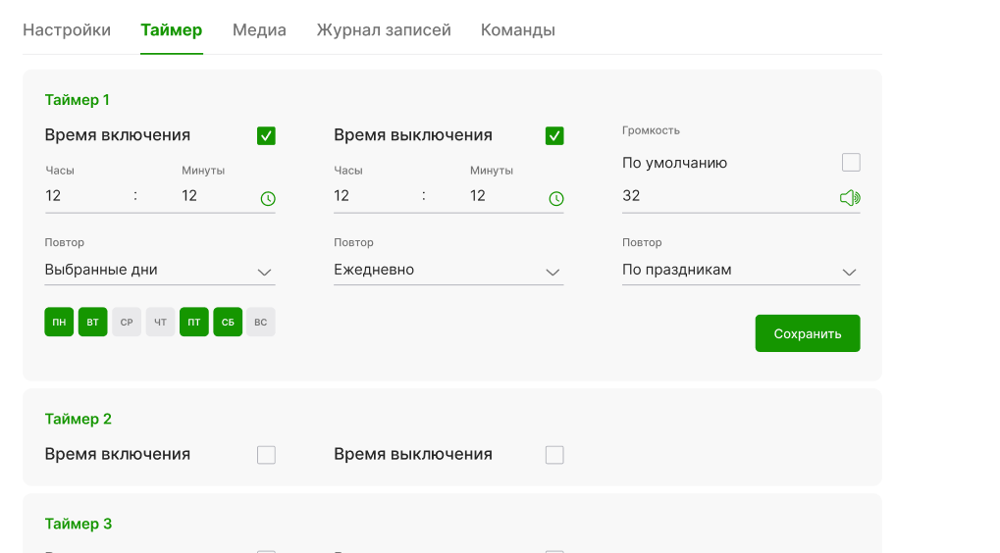 Настройки Таймер Медиа Журнал записей Команды
Таймер 1
Время включения Время выключения Громкость
По умолчанию
Часы Минуты Часы Минуты
12 : 12 12 : 12 32
Повтор Повтор Повтор
Выбранные дни Ежедневно По праздникам
ПН ВТ СР ЧТ ПТ СБ ВС
Сохранить
Таймер 2
Время включения Время выключения
Таймер 3